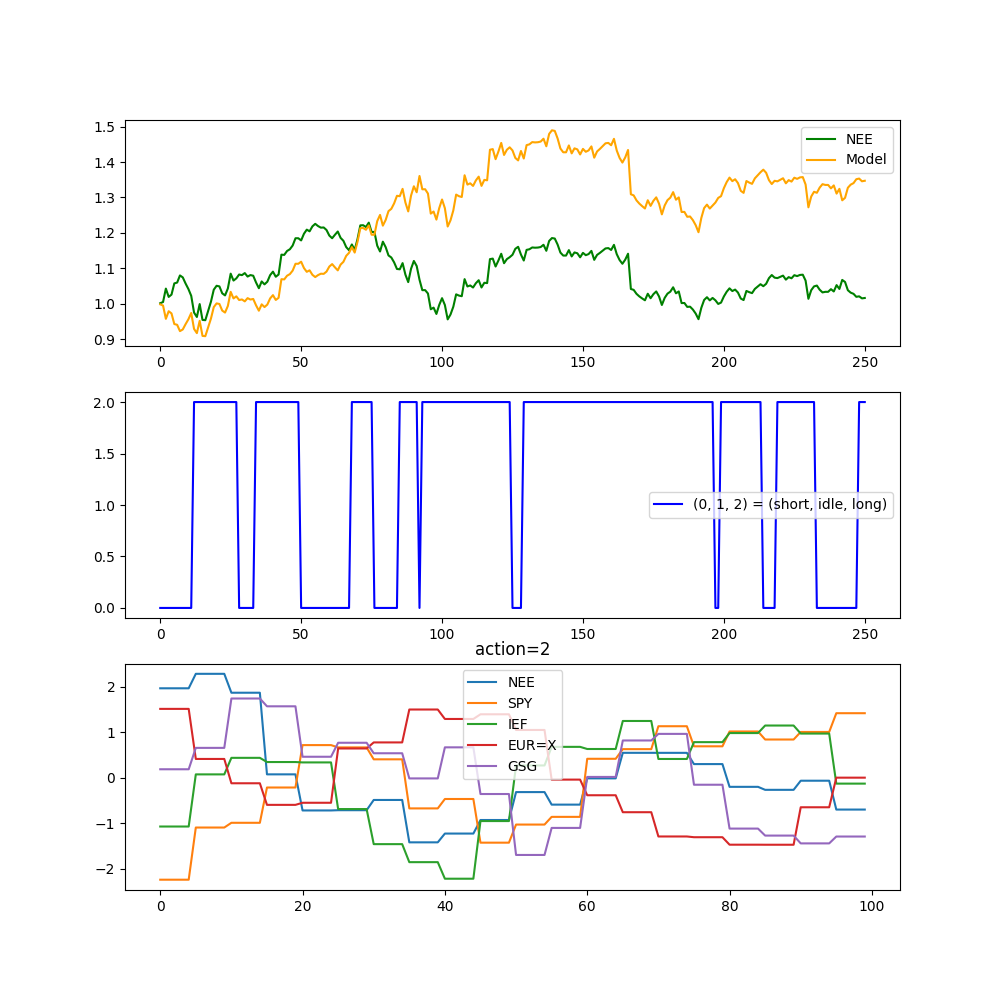 1.5
1.4
1.3
1.2
1.1
1.0
0.9
NEE
Model
0 50 100 150 200 250
2.0
1.5
1.0
0.5
0.0
(0, 1, 2) = (short, idle, long)
0 50 100 150 200 250
action=2
2
1
0
−1
−2
NEE
SPY
IEF
EUR=X
GSG
0 20 40 60 80 100